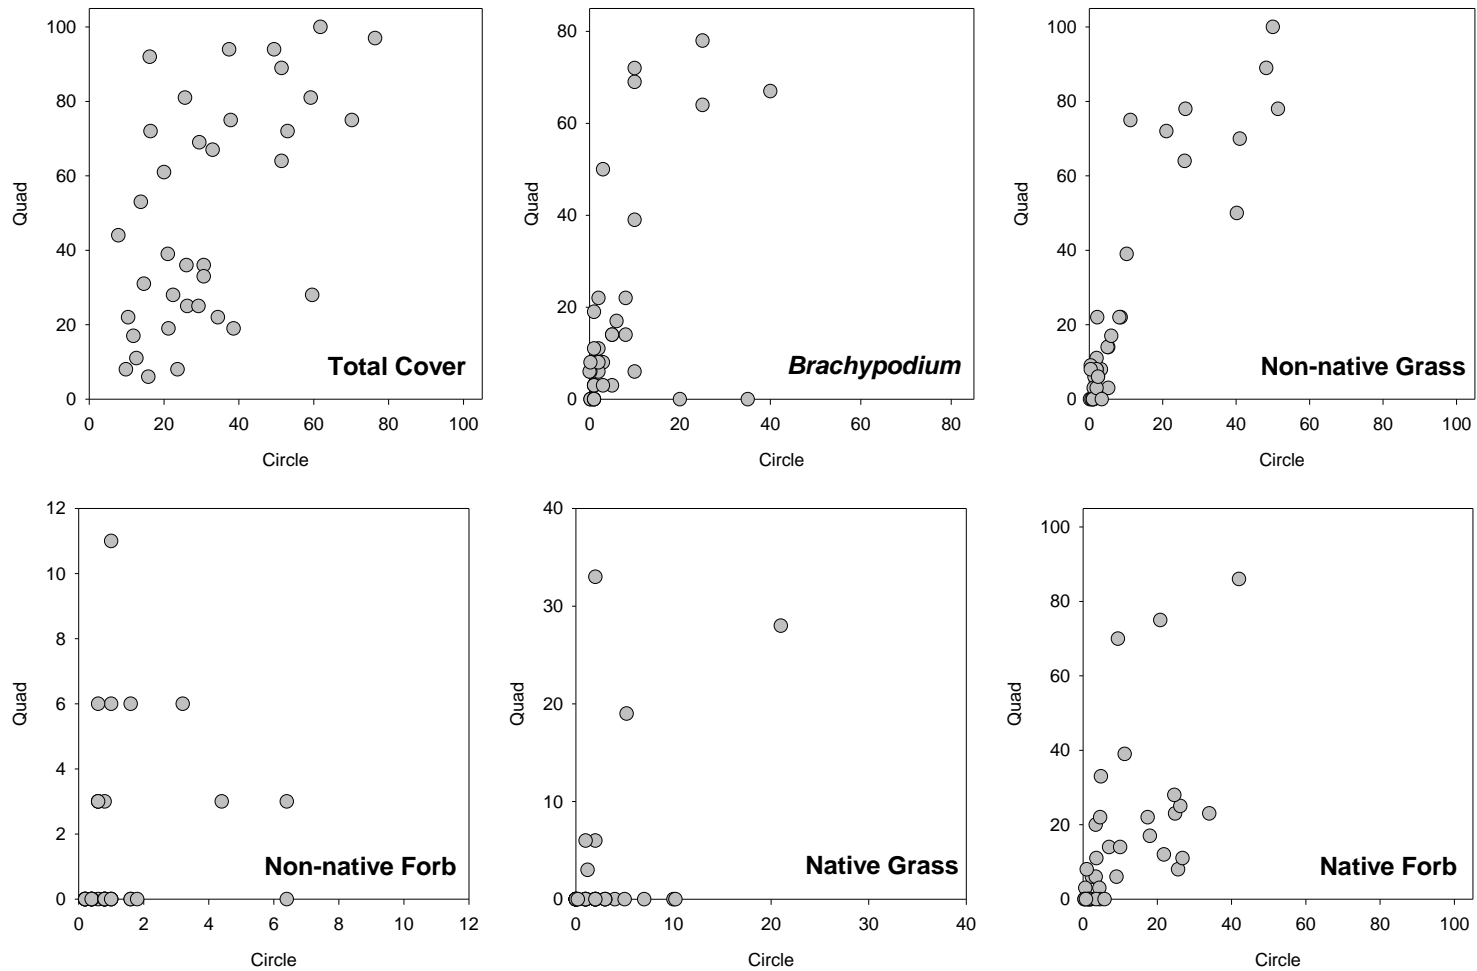 100
80
60
40
20
0
Quad
Total Cover
0 20 40 60 80 100
Circle
80
60
40
20
0
Quad
Brachypodium
0 20 40 60 80
Circle
100
80
60
40
20
0
Quad
Non-native Grass
0 20 40 60 80 100
Circle
12
10
8
6
4
2
0
Quad
Non-native Forb
0 2 4 6 8 10 12
Circle
40
30
20
10
0
Quad
Native Grass
0 10 20 30 40
Circle
100
80
60
40
20
0
Quad
Native Forb
0 20 40 60 80 100
Circle